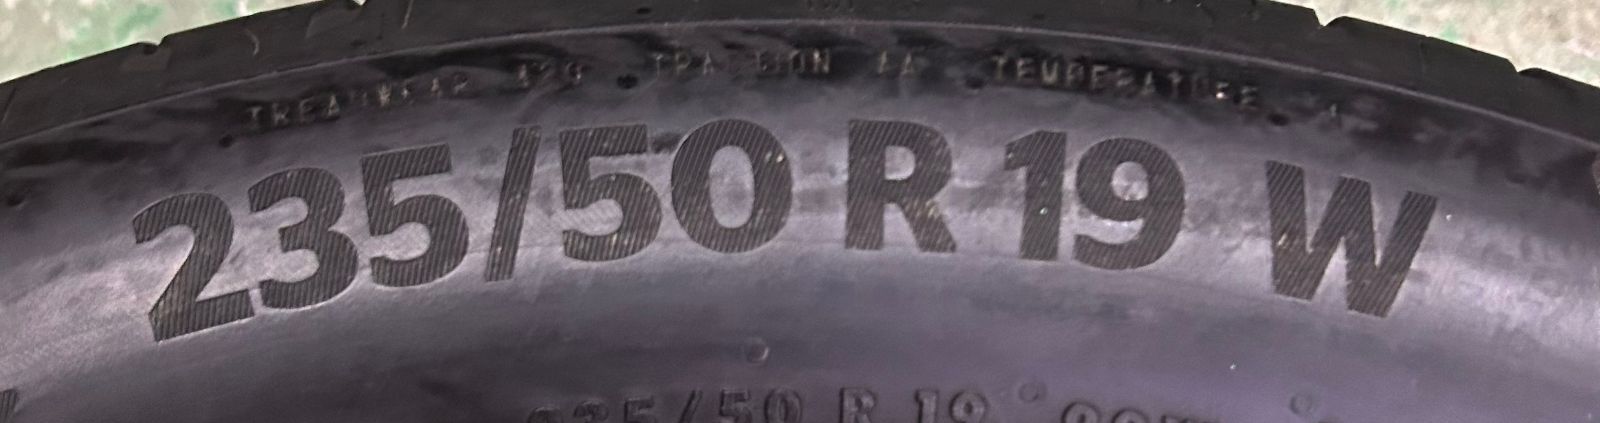 TREADWEAR TRACTION AA TEMPERATURE A
235/50 R 19 W
235/50 R 19